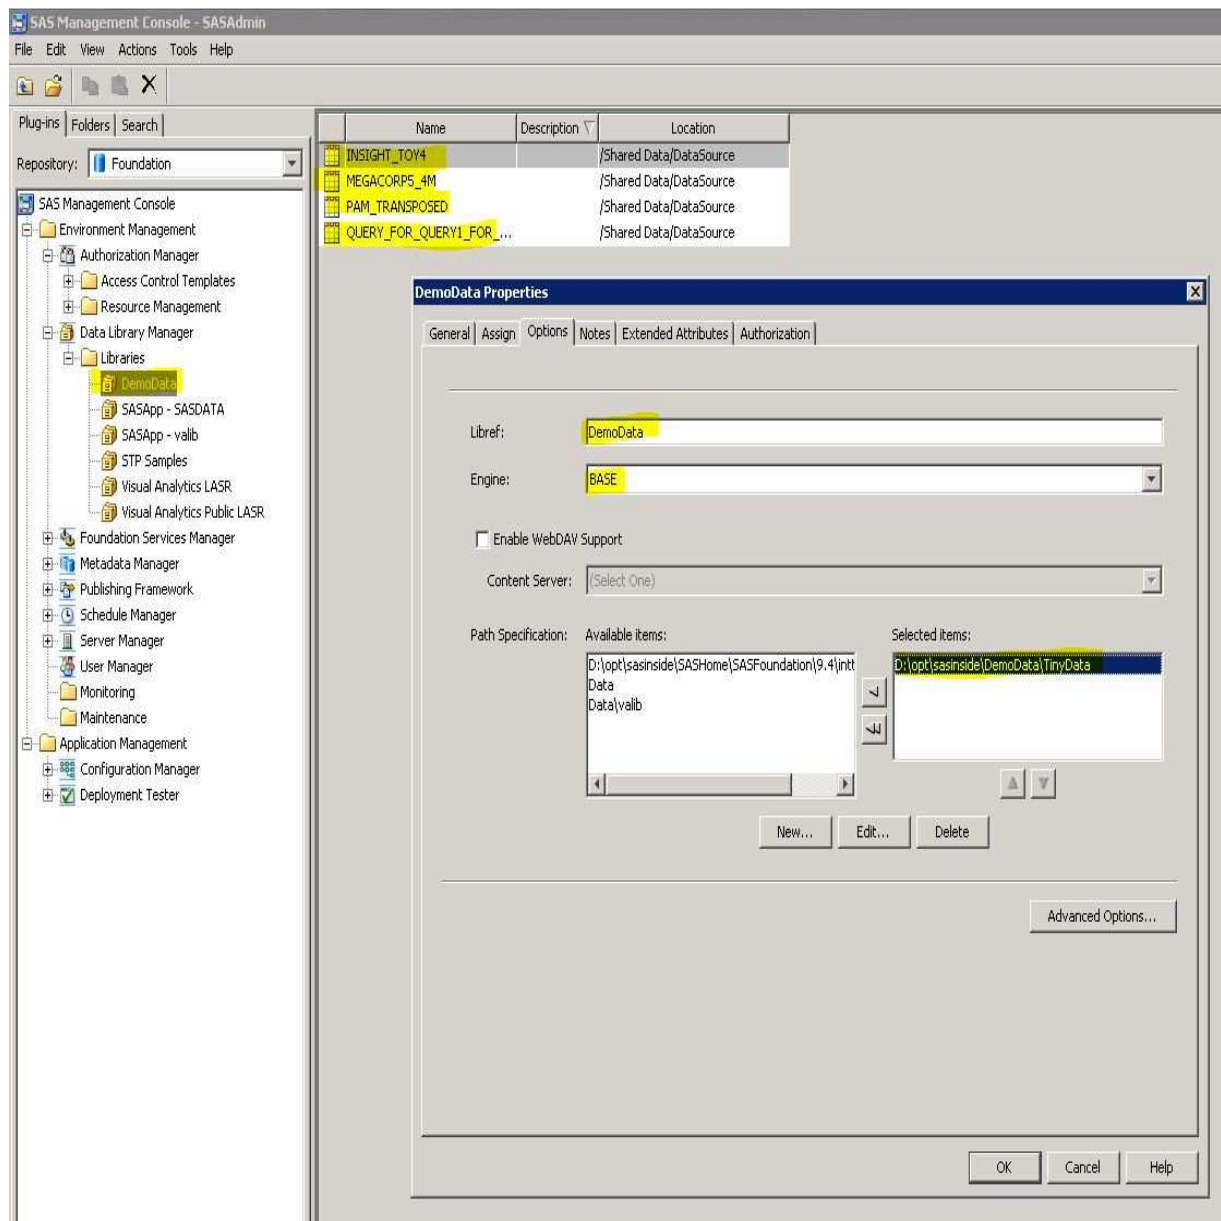 SAS Management Console - SASAdmin
File Edit View Actions Tools Help
Plug-ins Folders Search
Repository: Foundation
SAS Management Console
Environment Management
Authorization Manager
Access Control Templates
Resource Management
Data Library Manager
Libraries
DemoData
SASApp - SASDATA
SASApp - valib
STP Samples
Visual Analytics LASR
Visual Analytics Public LASR
Foundation Services Manager
Metadata Manager
Publishing Framework
Schedule Manager
Server Manager
User Manager
Monitoring
Maintenance
Application Management
Configuration Manager
Deployment Tester
Name Description Location
INSIGHT_TOY4 /Shared Data/DataSource
MEGACORP5_4M /Shared Data/DataSource
PAM_TRANSPOSED /Shared Data/DataSource
QUERY_FOR_QUERY1_FOR_... /Shared Data/DataSource
DemoData Properties
General Assign Options Notes Extended Attributes Authorization
Libref: DemoData
Engine: BASE
Enable WebDAV Support
Content Server: (Select One)
Path Specification: Available items: Selected items:
D:\opt\sasinside\SASHome\SASFoundation\9.4\intt D:\opt\sasinside\DemoData\TinyData
Data
Data\valib
New... Edit... Delete
Advanced Options...
OK Cancel Help